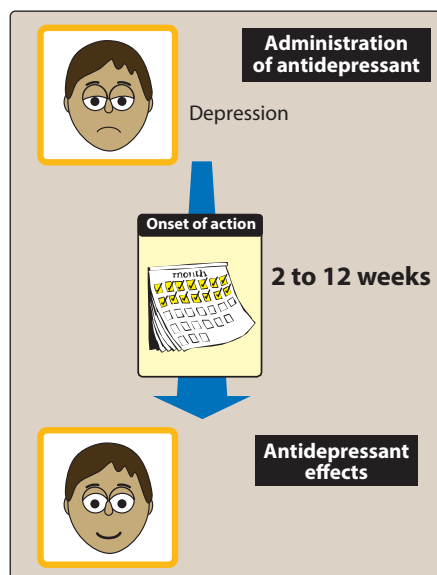 Administration
of antidepressant
Depression
Onset of action
month
2 to 12 weeks
Antidepressant
effects